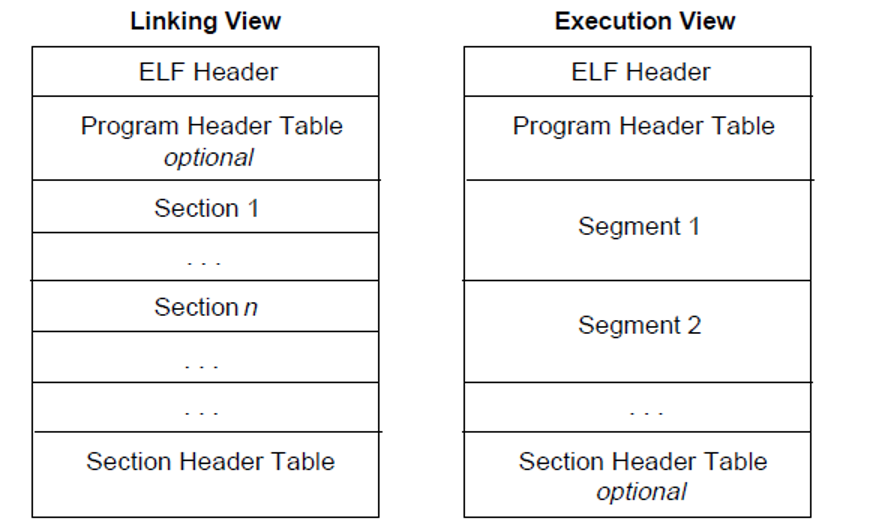 Linking View
ELF Header
Program Header Table
optional
Section 1
. . .
Section n
. . .
. . .
Section Header Table
Execution View
ELF Header
Program Header Table
Segment 1
Segment 2
. . .
Section Header Table
optional